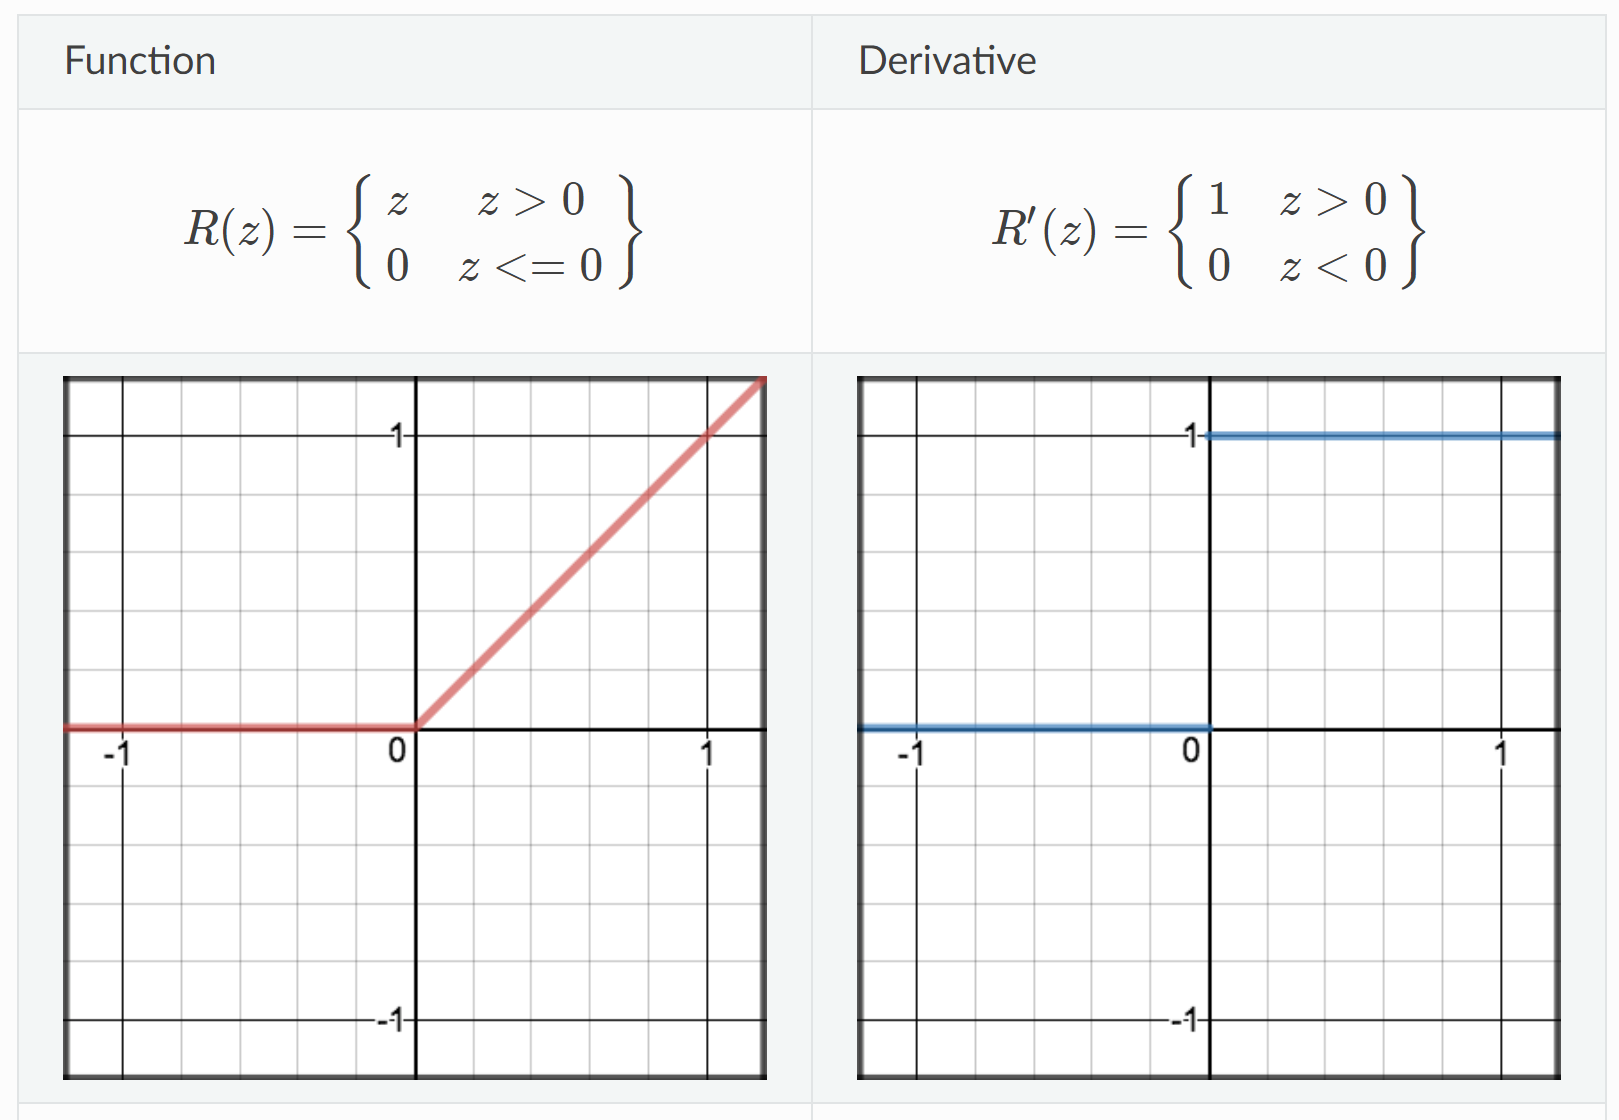 Function
Derivative
R(z) = { z z > 0
0 z <= 0 }
R′(z) = { 1 z > 0
0 z < 0 }
1
-1
0
1
-1
1
-1
0
1
-1